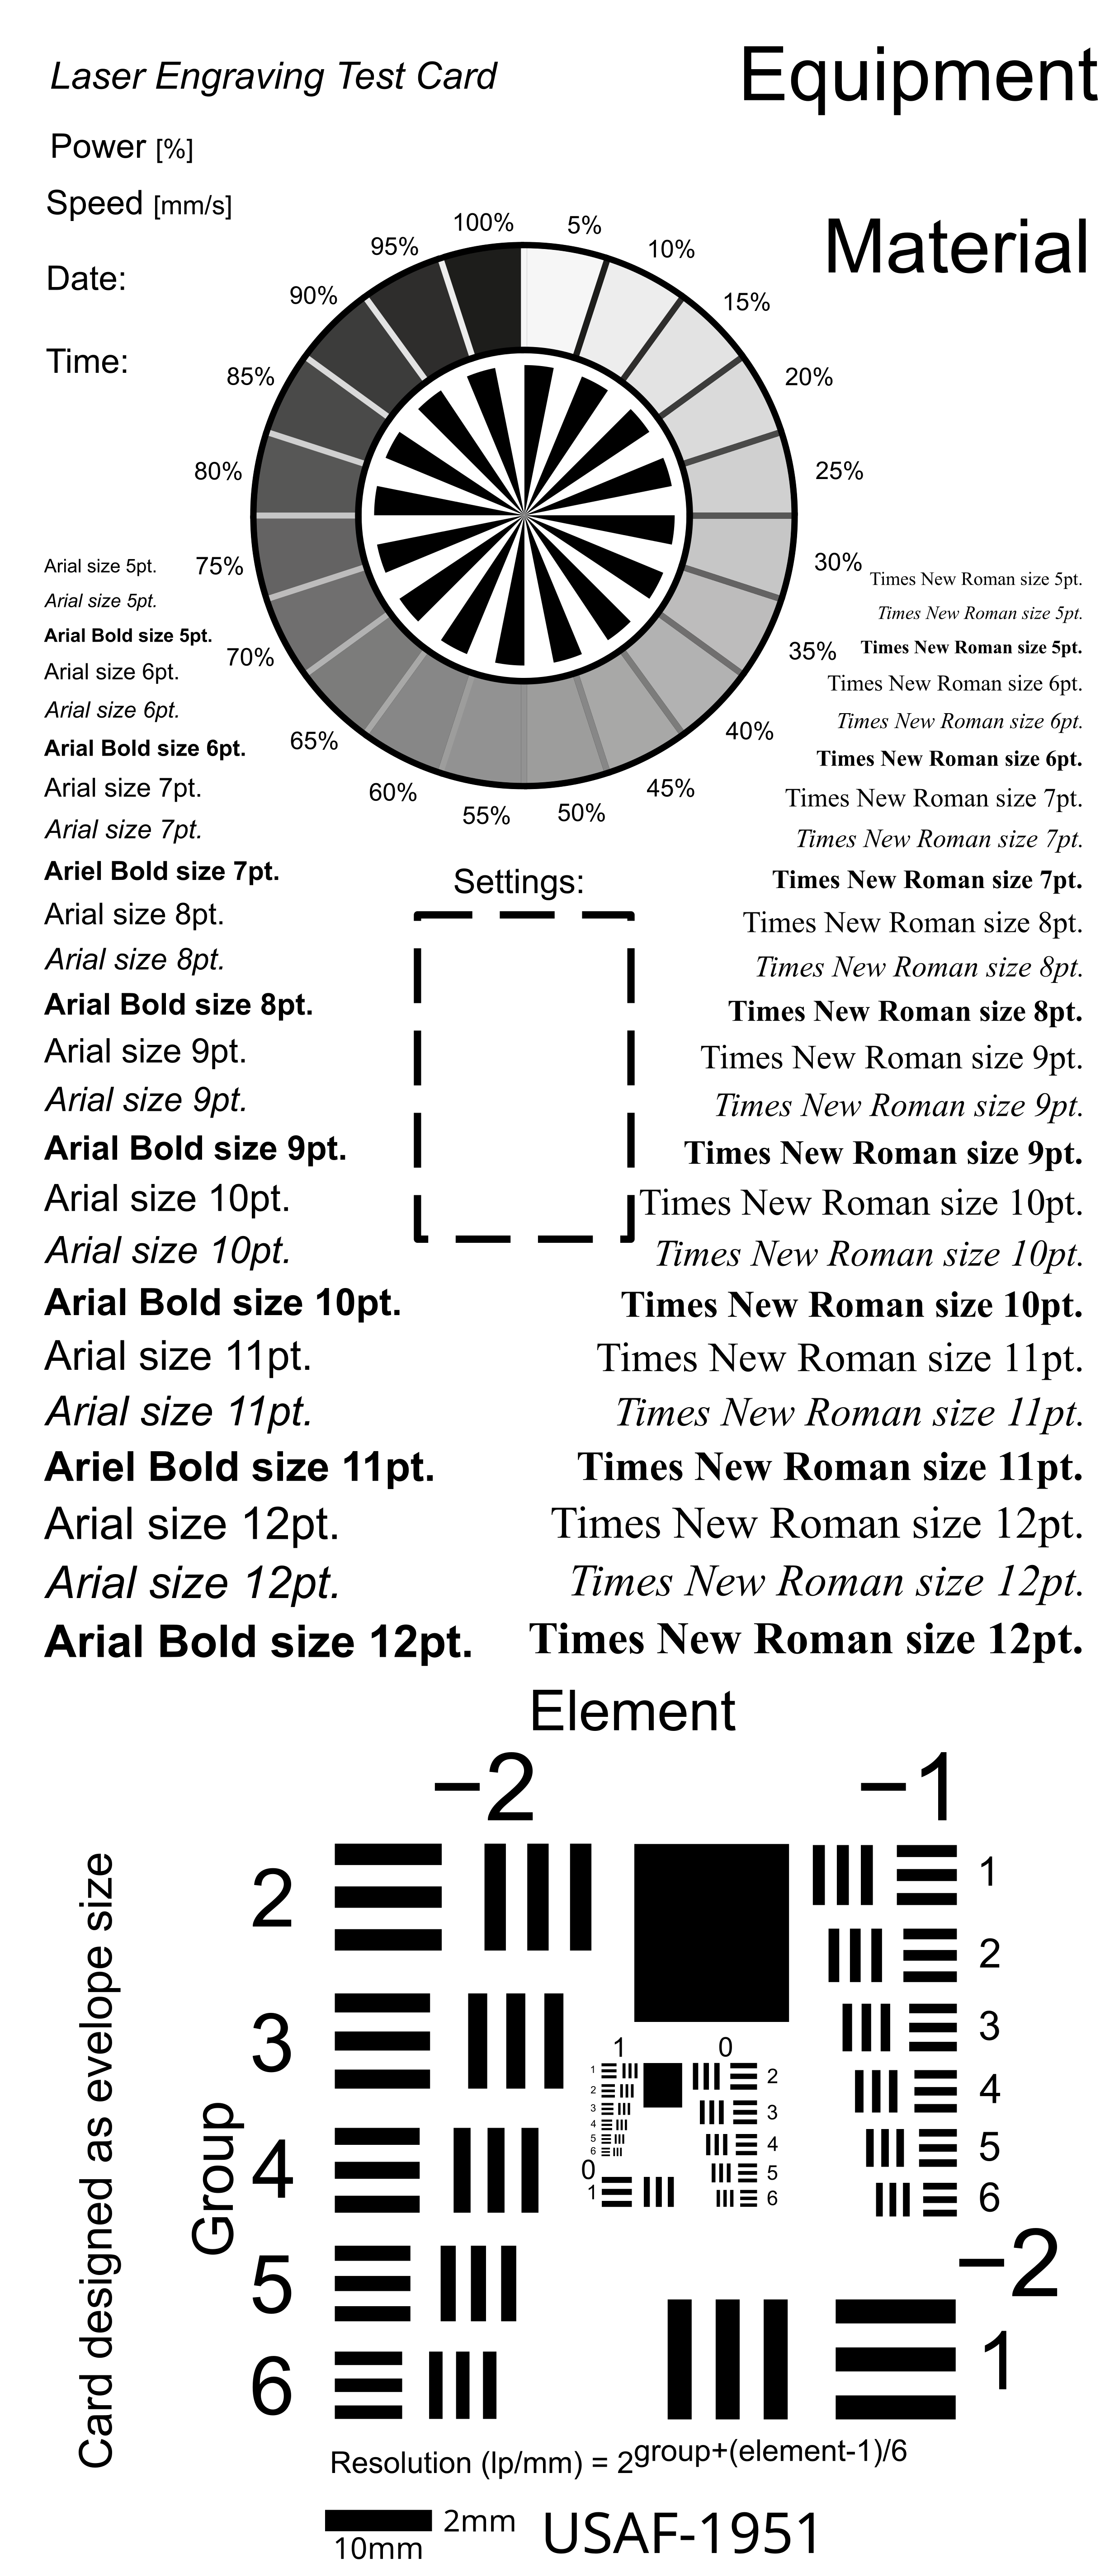 Laser Engraving Test Card
Equipment
Power [%]
Speed [mm/s]
Material
Date:
Time:
100%
5%
95%
10%
90%
15%
85%
20%
80%
25%
75%
30%
70%
35%
65%
40%
60%
45%
55%
50%
Arial size 5pt.
Arial size 5pt.
Arial Bold size 5pt.
Arial size 6pt.
Arial size 6pt.
Arial Bold size 6pt.
Arial size 7pt.
Arial size 7pt.
Ariel Bold size 7pt.
Arial size 8pt.
Arial size 8pt.
Arial Bold size 8pt.
Arial size 9pt.
Arial size 9pt.
Arial Bold size 9pt.
Arial size 10pt.
Arial size 10pt.
Arial Bold size 10pt.
Arial size 11pt.
Arial size 11pt.
Ariel Bold size 11pt.
Arial size 12pt.
Arial size 12pt.
Arial Bold size 12pt.
Settings:
Times New Roman size 5pt.
Times New Roman size 5pt.
Times New Roman size 5pt.
Times New Roman size 6pt.
Times New Roman size 6pt.
Times New Roman size 6pt.
Times New Roman size 7pt.
Times New Roman size 7pt.
Times New Roman size 7pt.
Times New Roman size 8pt.
Times New Roman size 8pt.
Times New Roman size 8pt.
Times New Roman size 9pt.
Times New Roman size 9pt.
Times New Roman size 9pt.
Times New Roman size 10pt.
Times New Roman size 10pt.
Times New Roman size 10pt.
Times New Roman size 11pt.
Times New Roman size 11pt.
Times New Roman size 11pt.
Times New Roman size 12pt.
Times New Roman size 12pt.
Times New Roman size 12pt.
Element
−2
−1
Card designed as evelope size
Group
2
3
4
5
6
1
2
3
4
5
6
1
0
1
2
3
4
5
6
2
3
4
5
6
0
1
−2
1
Resolution (lp/mm) = 2group+(element-1)/6
2mm
10mm
USAF-1951